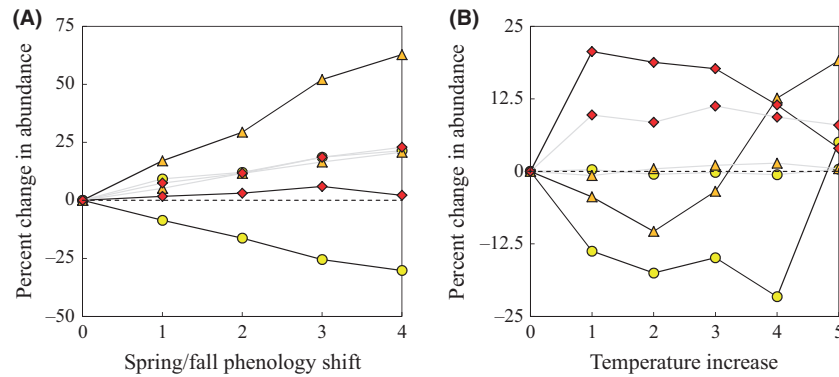 (A)
Percent change in abundance
75
50
25
0
−25
−50
0 1 2 3 4
Spring/fall phenology shift
(B)
Percent change in abundance
25
12.5
0
−12.5
−25
0 1 2 3 4 5
Temperature increase